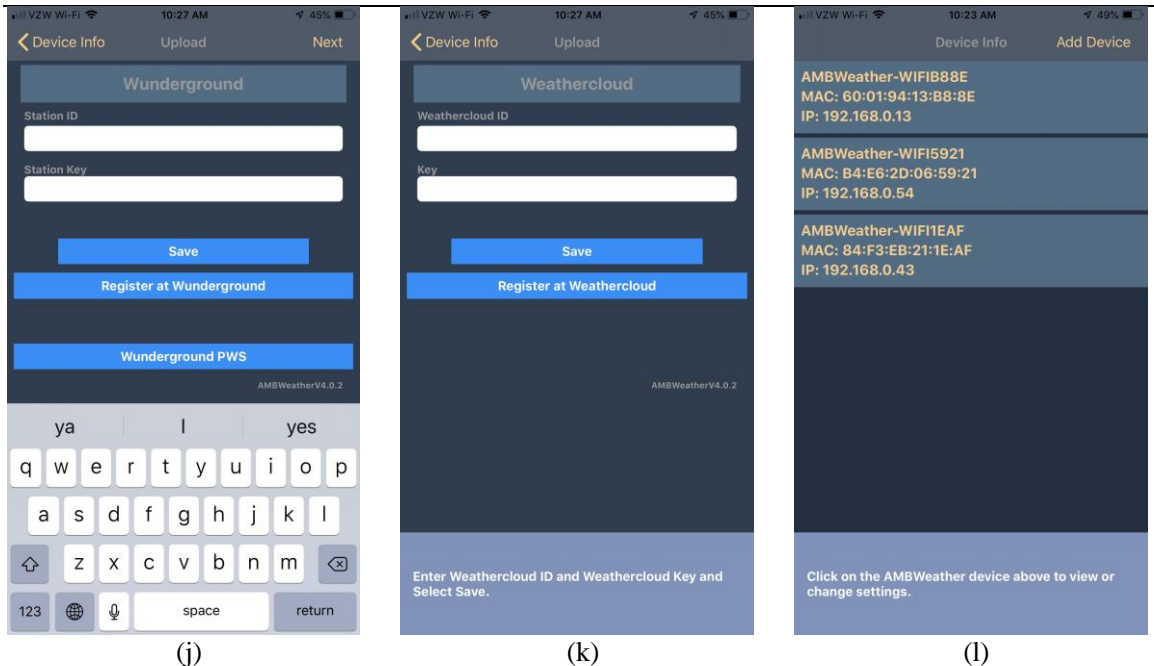 VZW Wi-Fi 10:27 AM 45%
Device Info Upload Next
Wunderground
Station ID
Station Key
Save
Register at Wunderground
Wunderground PWS
AMBWeatherV4.0.2
ya I yes
q w e r t y u i o p
a s d f g h j k l
z x c v b n m
123 space return
(j)
VZW Wi-Fi 10:27 AM 45%
Device Info Upload
Weathercloud
Weathercloud ID
Key
Save
Register at Weathercloud
AMBWeatherV4.0.2
Enter Weathercloud ID and Weathercloud Key and
Select Save.
(k)
VZW Wi-Fi 10:23 AM 49%
Device Info Add Device
AMBWeather-WIFIB88E
MAC: 60:01:94:13:B8:8E
IP: 192.168.0.13
AMBWeather-WIFI5921
MAC: B4:E6:2D:06:59:21
IP: 192.168.0.54
AMBWeather-WIFI1EAF
MAC: 84:F3:EB:21:1E:AF
IP: 192.168.0.43
Click on the AMBWeather device above to view or
change settings.
(l)